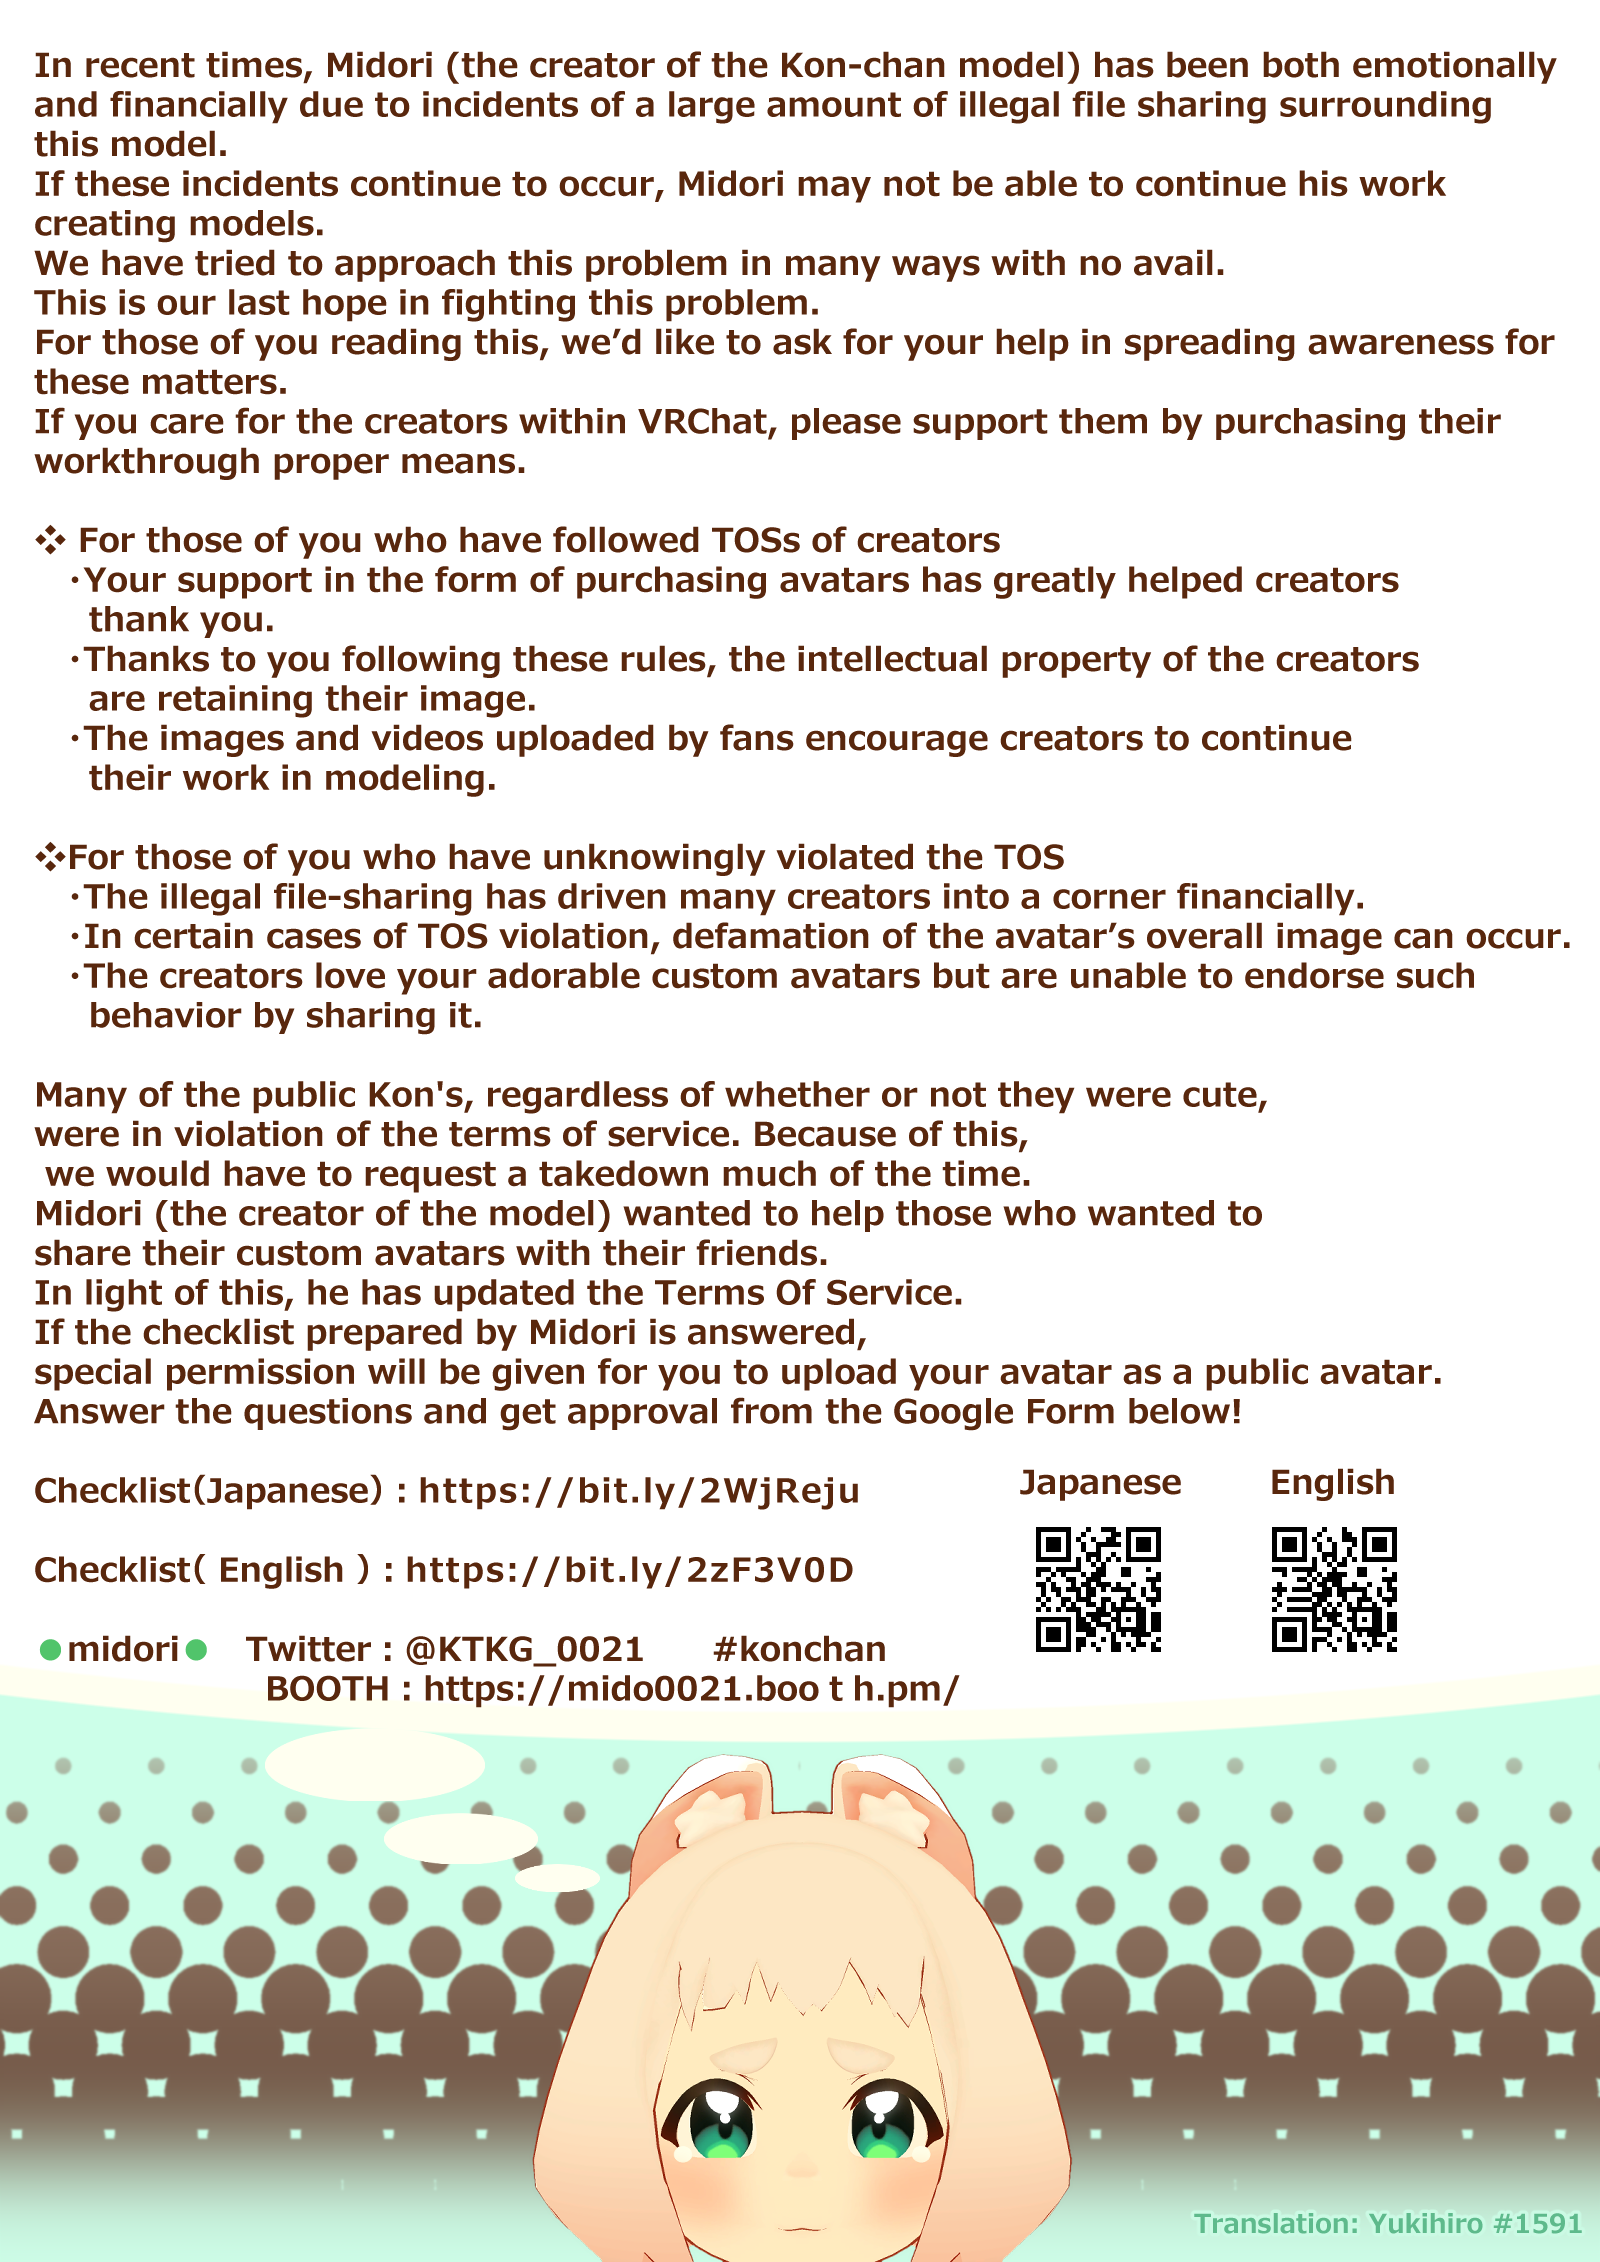 In recent times, Midori (the creator of the Kon-chan model) has been both emotionally
and financially due to incidents of a large amount of illegal file sharing surrounding
this model.
If these incidents continue to occur, Midori may not be able to continue his work
creating models.
We have tried to approach this problem in many ways with no avail.
This is our last hope in fighting this problem.
For those of you reading this, we’d like to ask for your help in spreading awareness for
these matters.
If you care for the creators within VRChat, please support them by purchasing their
workthrough proper means.
❖ For those of you who have followed TOSs of creators
・Your support in the form of purchasing avatars has greatly helped creators
thank you.
・Thanks to you following these rules, the intellectual property of the creators
are retaining their image.
・The images and videos uploaded by fans encourage creators to continue
their work in modeling.
❖For those of you who have unknowingly violated the TOS
・The illegal file-sharing has driven many creators into a corner financially.
・In certain cases of TOS violation, defamation of the avatar’s overall image can occur.
・The creators love your adorable custom avatars but are unable to endorse such
behavior by sharing it.
Many of the public Kon's, regardless of whether or not they were cute,
were in violation of the terms of service. Because of this,
we would have to request a takedown much of the time.
Midori (the creator of the model) wanted to help those who wanted to
share their custom avatars with their friends.
In light of this, he has updated the Terms Of Service.
If the checklist prepared by Midori is answered,
special permission will be given for you to upload your avatar as a public avatar.
Answer the questions and get approval from the Google Form below!
Checklist(Japanese) : https://bit.ly/2WjReju
Japanese English
Checklist( English ) : https://bit.ly/2zF3V0D
●midori● Twitter : @KTKG_0021 #konchan
BOOTH : https://mido0021.boo t h.pm/
Translation: Yukihiro #1591